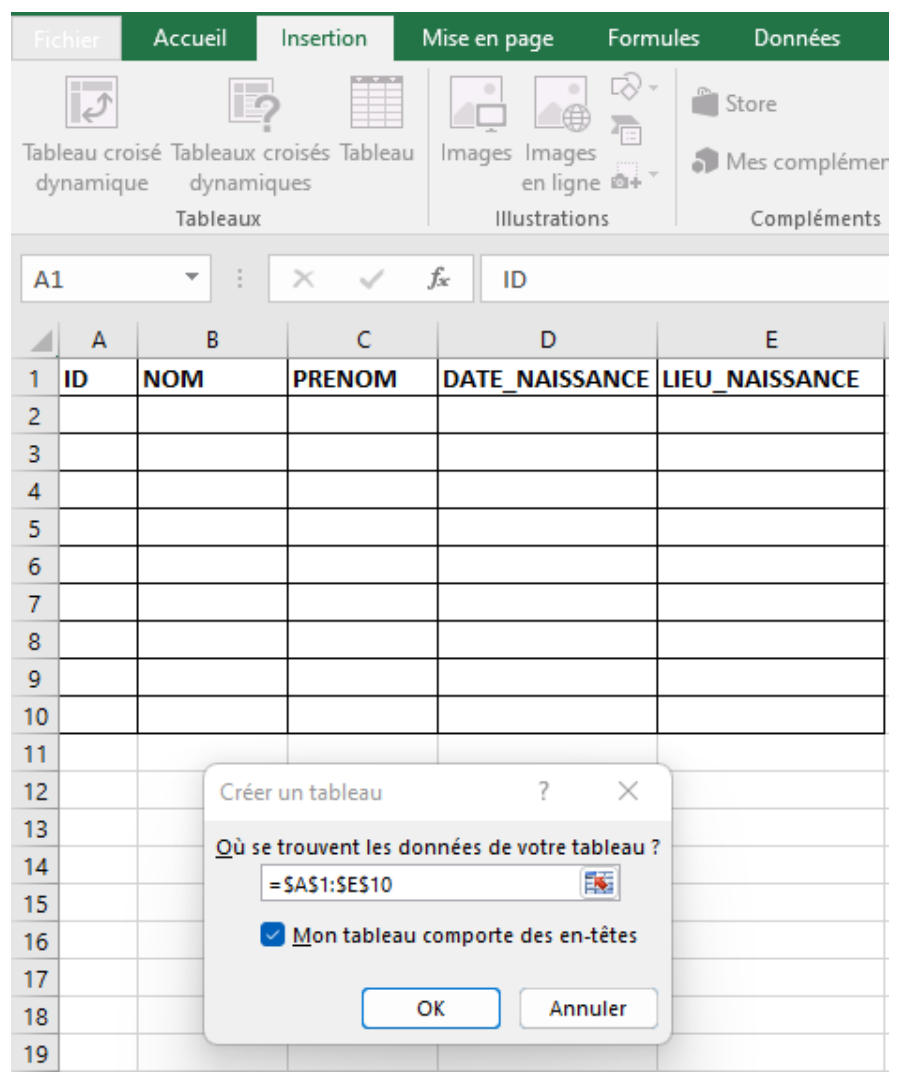 Fichier Accueil Insertion Mise en page Formules Données
Tableau croisé dynamique
Tableaux croisés dynamiques
Tableau
Images
Images en ligne
Store
Mes complémen
Tableaux Illustrations Compléments
A1 fx ID
A B C D E
1 ID NOM PRENOM DATE_NAISSANCE LIEU_NAISSANCE
2
3
4
5
6
7
8
9
10
11
12
13
14
15
16
17
18
19
Créer un tableau ?
Où se trouvent les données de votre tableau ?
=$A$1:$E$10
Mon tableau comporte des en-têtes
OK Annuler